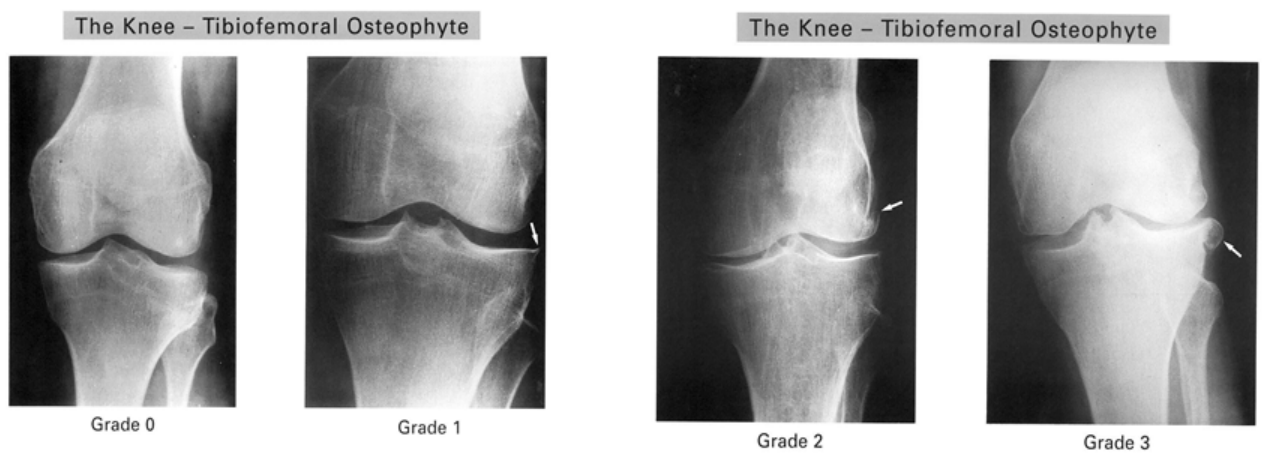 The Knee – Tibiofemoral Osteophyte
Grade 0
Grade 1
The Knee – Tibiofemoral Osteophyte
Grade 2
Grade 3